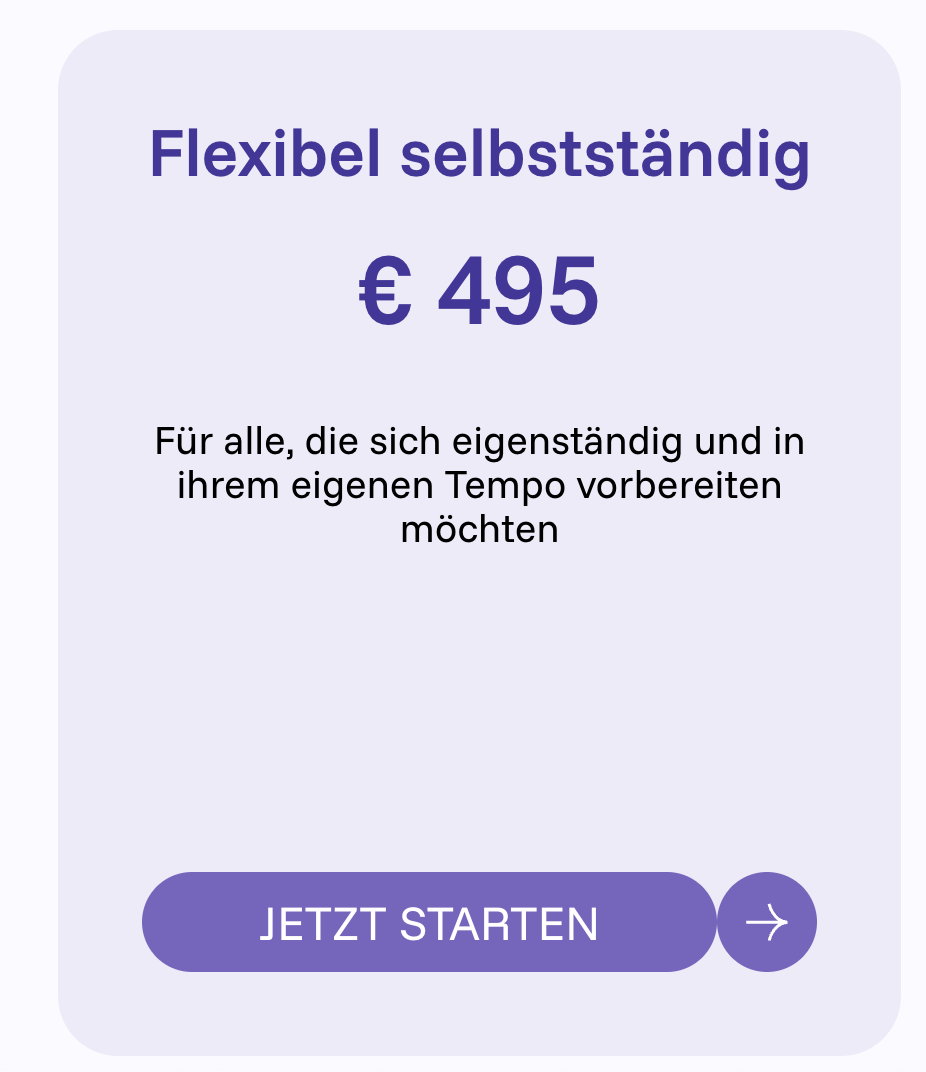 Flexibel selbstständig
€ 495
Für alle, die sich eigenständig und in
ihrem eigenen Tempo vorbereiten
möchten
JETZT STARTEN